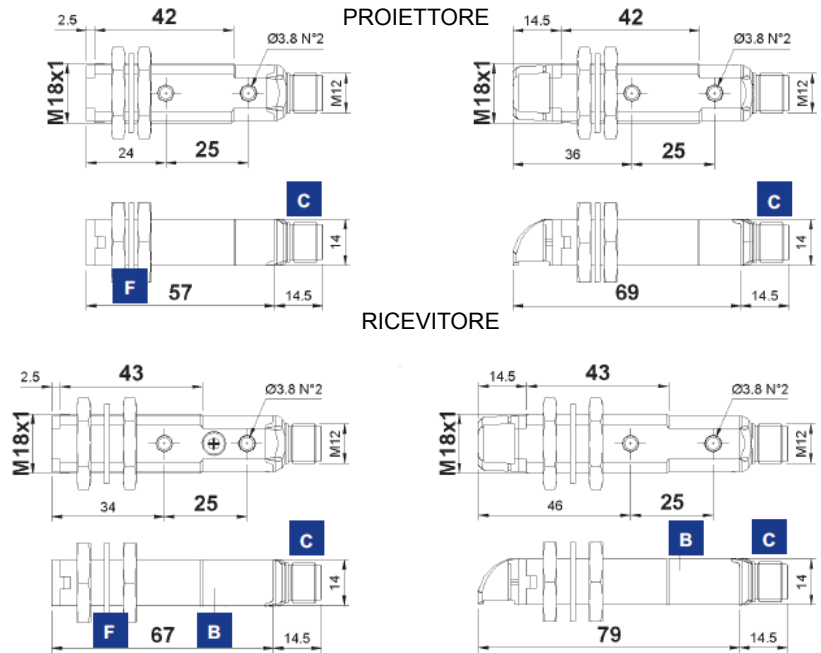 PROIETTORE
2.5 42 Ø3.8 N°2
M18x1 M12
24 25
14.5 42 Ø3.8 N°2
M18x1 M12
36 25
C
14
F
57 14.5
C
14
69 14.5
RICEVITORE
2.5 43 Ø3.8 N°2
M18x1 M12
34 25
14.5 43 Ø3.8 N°2
M18x1 M12
46 25
C
14
F B
67 14.5
B C
14
79 14.5